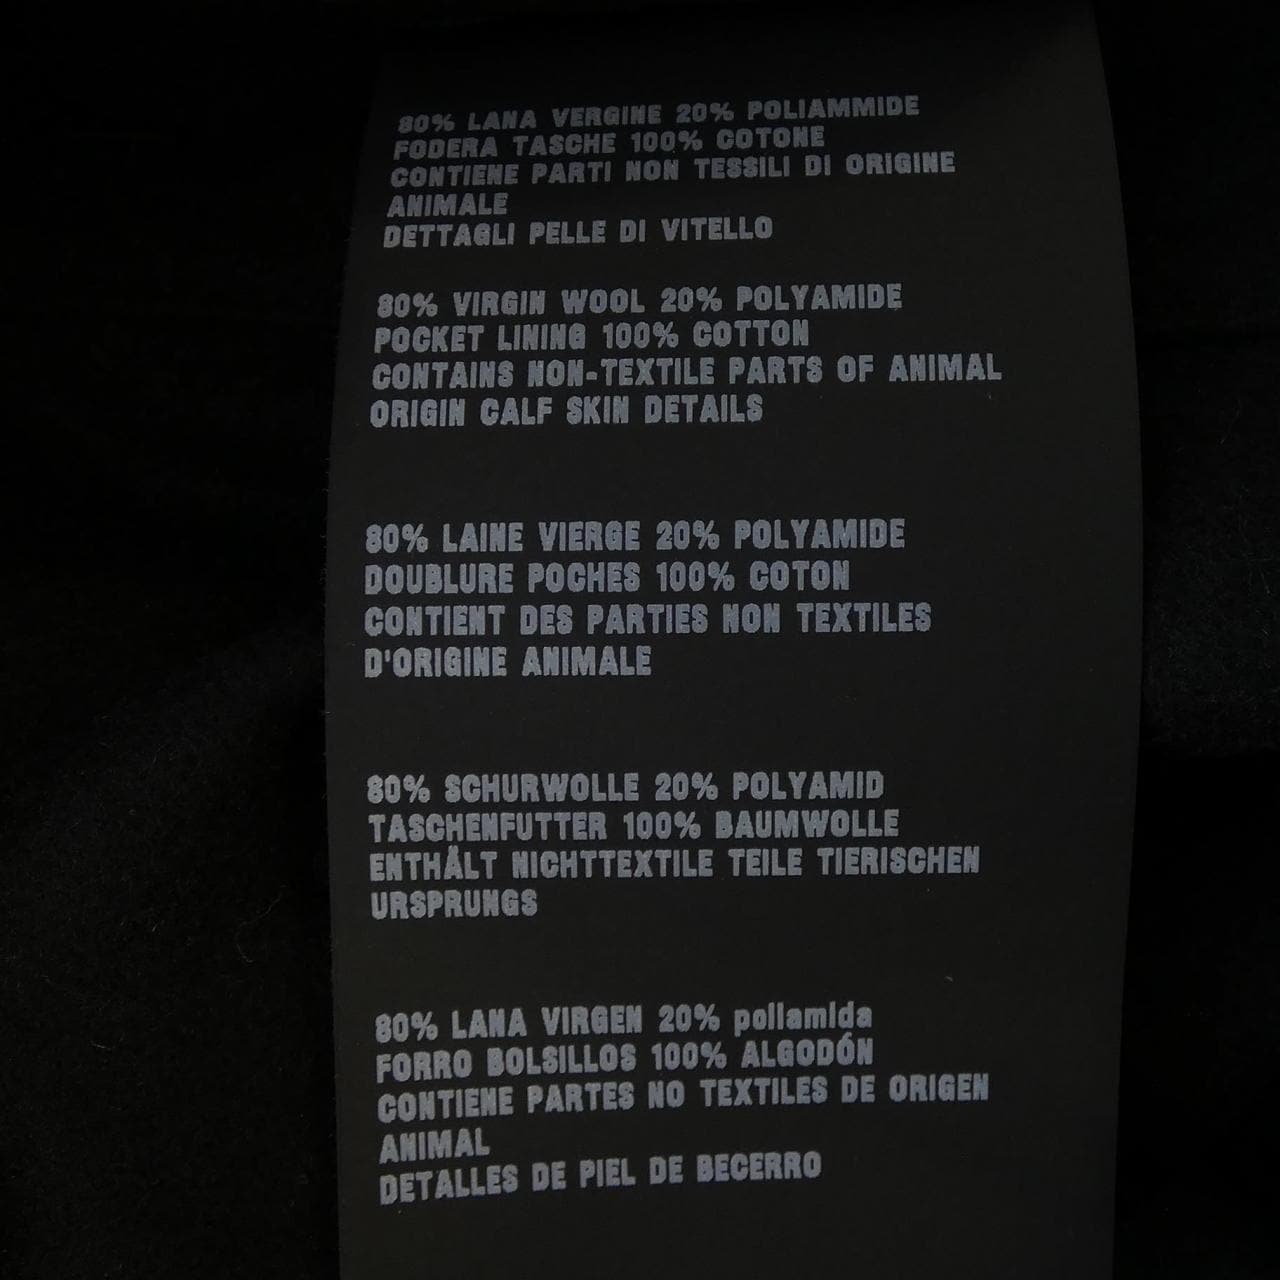 80% LANA VERGINE 20% POLIAMMIDE
FODERA TASCHE 100% COTONE
CONTIENE PARTI NON TESSILI DI ORIGINE
ANIMALE
DETTAGLI PELLE DI VITELLO
80% VIRGIN WOOL 20% POLYAMIDE
POCKET LINING 100% COTTON
CONTAINS NON-TEXTILE PARTS OF ANIMAL
ORIGIN CALF SKIN DETAILS
80% LAINE VIERGE 20% POLYAMIDE
DOUBLURE POCHES 100% COTON
CONTIENT DES PARTIES NON TEXTILES
D'ORIGINE ANIMALE
80% SCHURWOLLE 20% POLYAMID
TASCHENFUTTER 100% BAUMWOLLE
ENTHÄLT NICHTTEXTILE TEILE TIERISCHEN
URSPRUNGS
80% LANA VIRGEN 20% poliamida
FORRO BOLSILLOS 100% ALGODÓN
CONTIENE PARTES NO TEXTILES DE ORIGEN
ANIMAL
DETALLES DE PIEL DE BECERRO